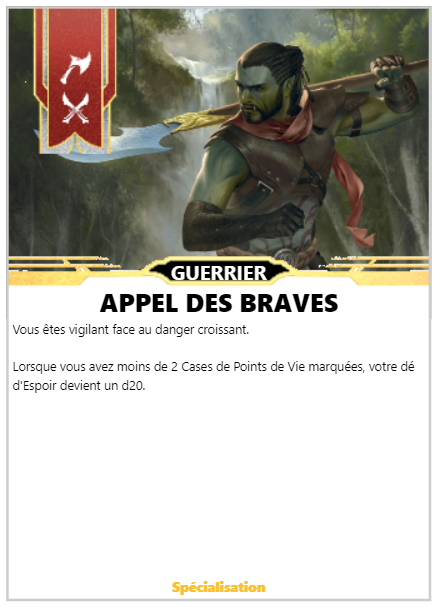 GUERRIER
APPEL DES BRAVES
Vous êtes vigilant face au danger croissant.
Lorsque vous avez moins de 2 Cases de Points de Vie marquées, votre dé
d'Espoir devient un d20.
Spécialisation